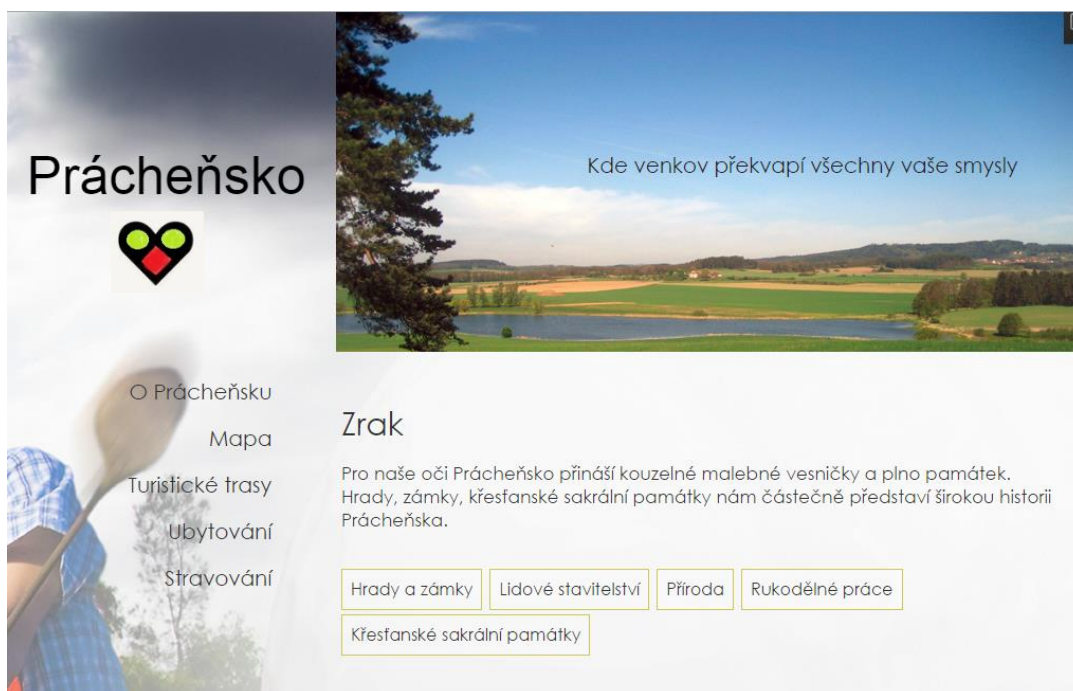 Prácheňsko
Kde venkov překvapí všechny vaše smysly
O Prácheňsku
Mapa
Turistické trasy
Ubytování
Stravování
Zrak
Pro naše oči Prácheňsko přináší kouzelné malebné vesničky a plno památek.
Hrady, zámky, křesťanské sakrální památky nám částečně představí širokou historii
Prácheňska.
Hrady a zámky
Lidové stavitelství
Příroda
Rukodělné práce
Křesťanské sakrální památky